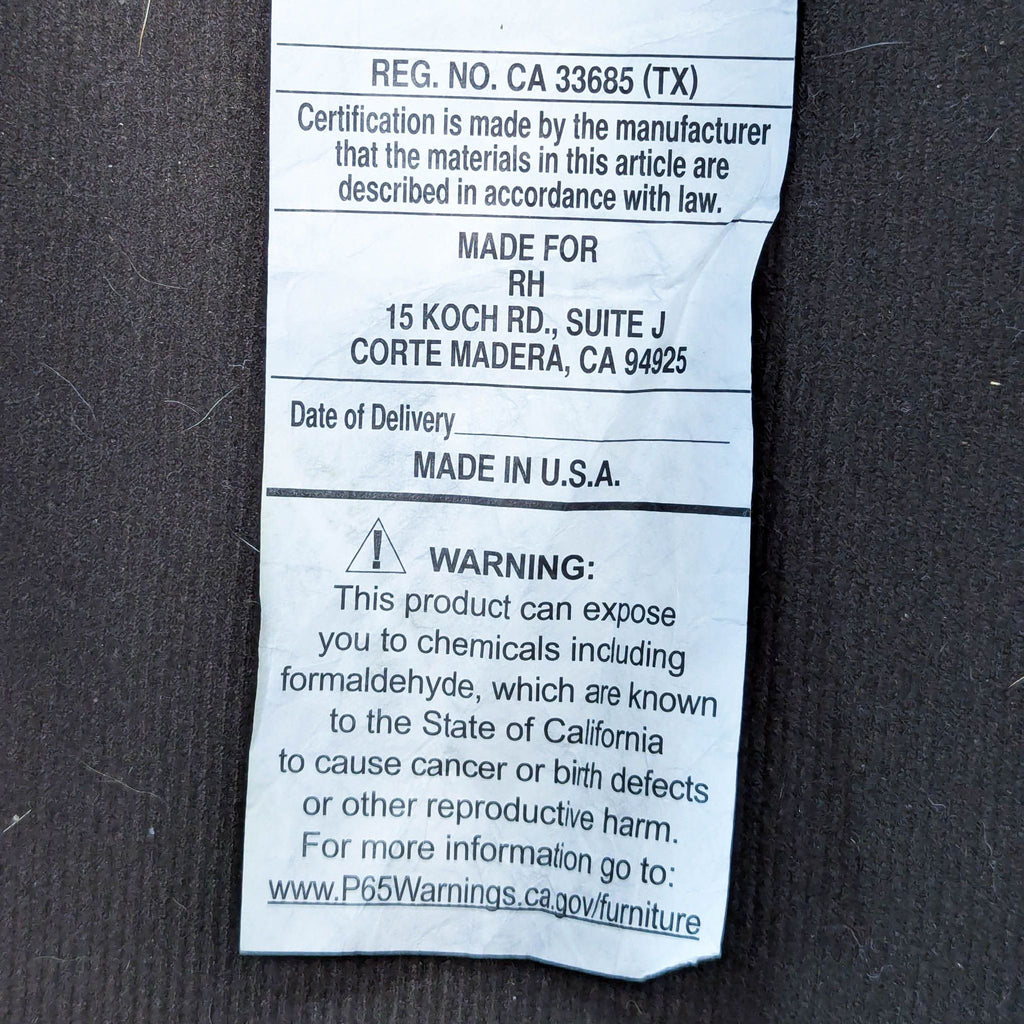 REG. NO. CA 33685 (TX)
Certification is made by the manufacturer
that the materials in this article are
described in accordance with law.
MADE FOR
RH
15 KOCH RD., SUITE J
CORTE MADERA, CA 94925
Date of Delivery
MADE IN U.S.A.
WARNING:
This product can expose
you to chemicals including
formaldehyde, which are known
to the State of California
to cause cancer or birth defects
or other reproductive harm.
For more information go to:
www.P65Warnings.ca.gov/furniture